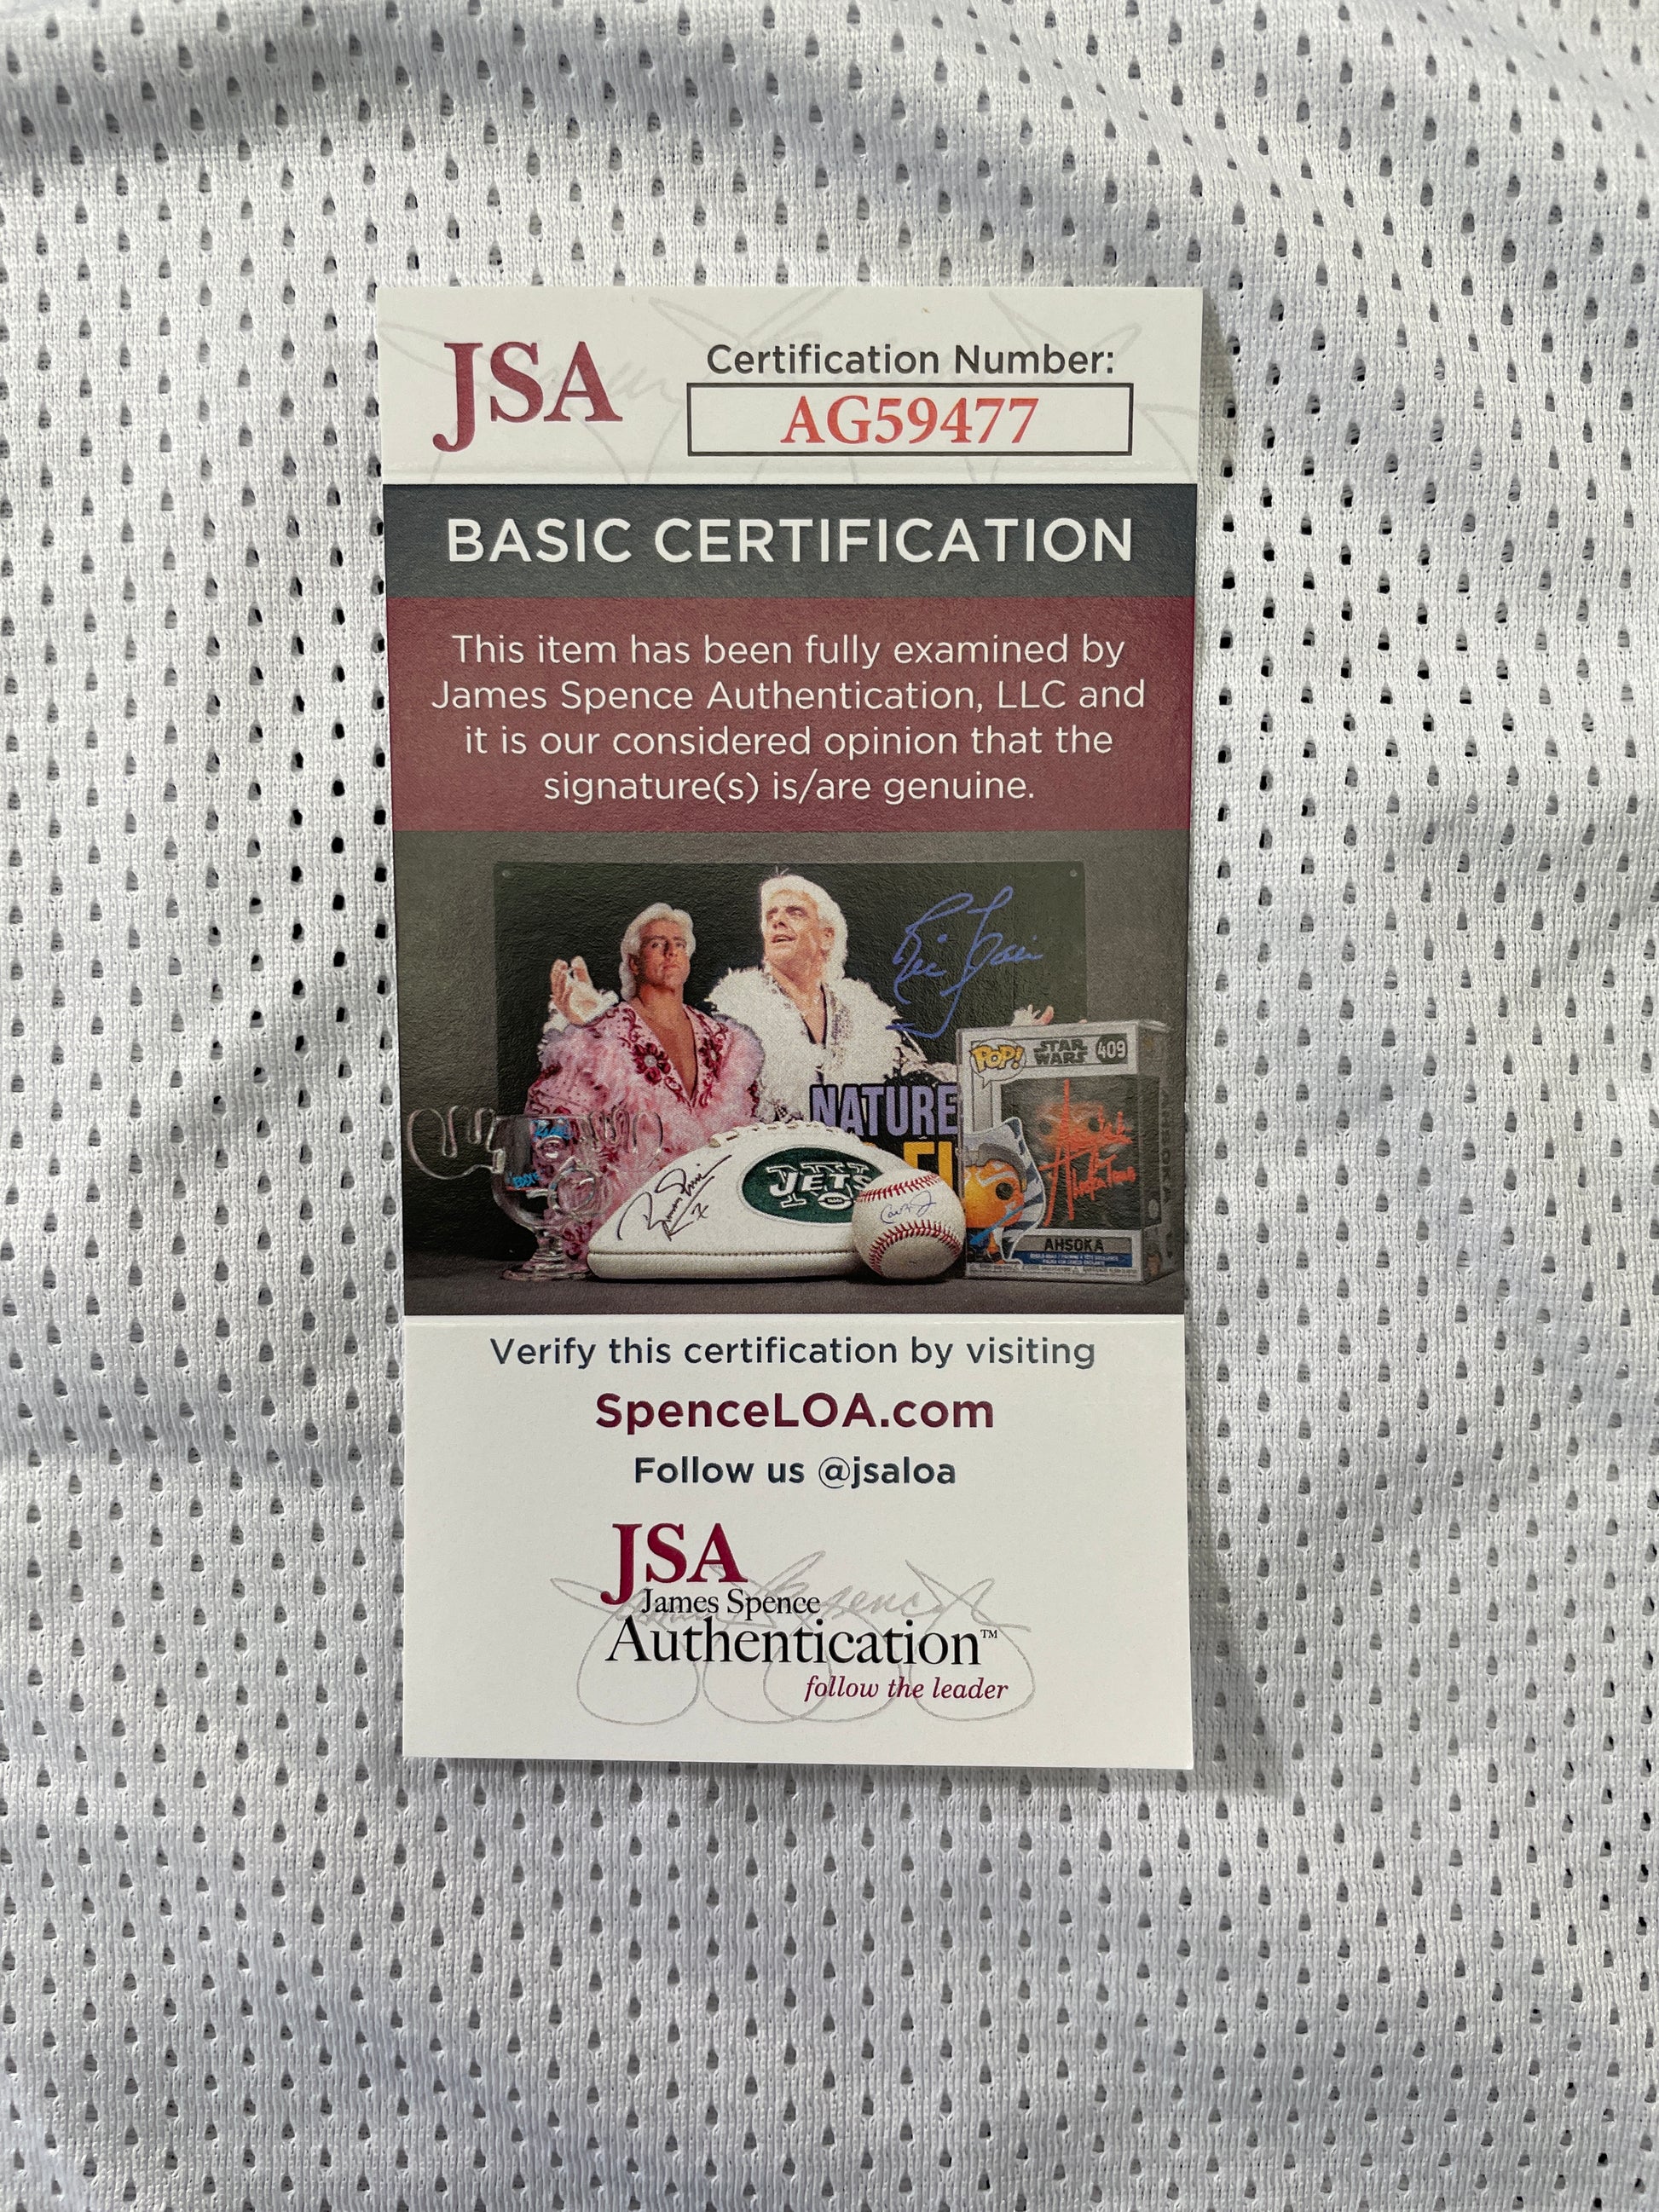 JSA
Certification Number:
AG59477
BASIC CERTIFICATION
This item has been fully examined by
James Spence Authentication, LLC and
it is our considered opinion that the
signature(s) is/are genuine.
NATURE
POP!
STAR
WARS
409
JETS
AHSOKA
Verify this certification by visiting
SpenceLOA.com
Follow us @jsaloa
JSA
James Spence
Authentication™
follow the leader